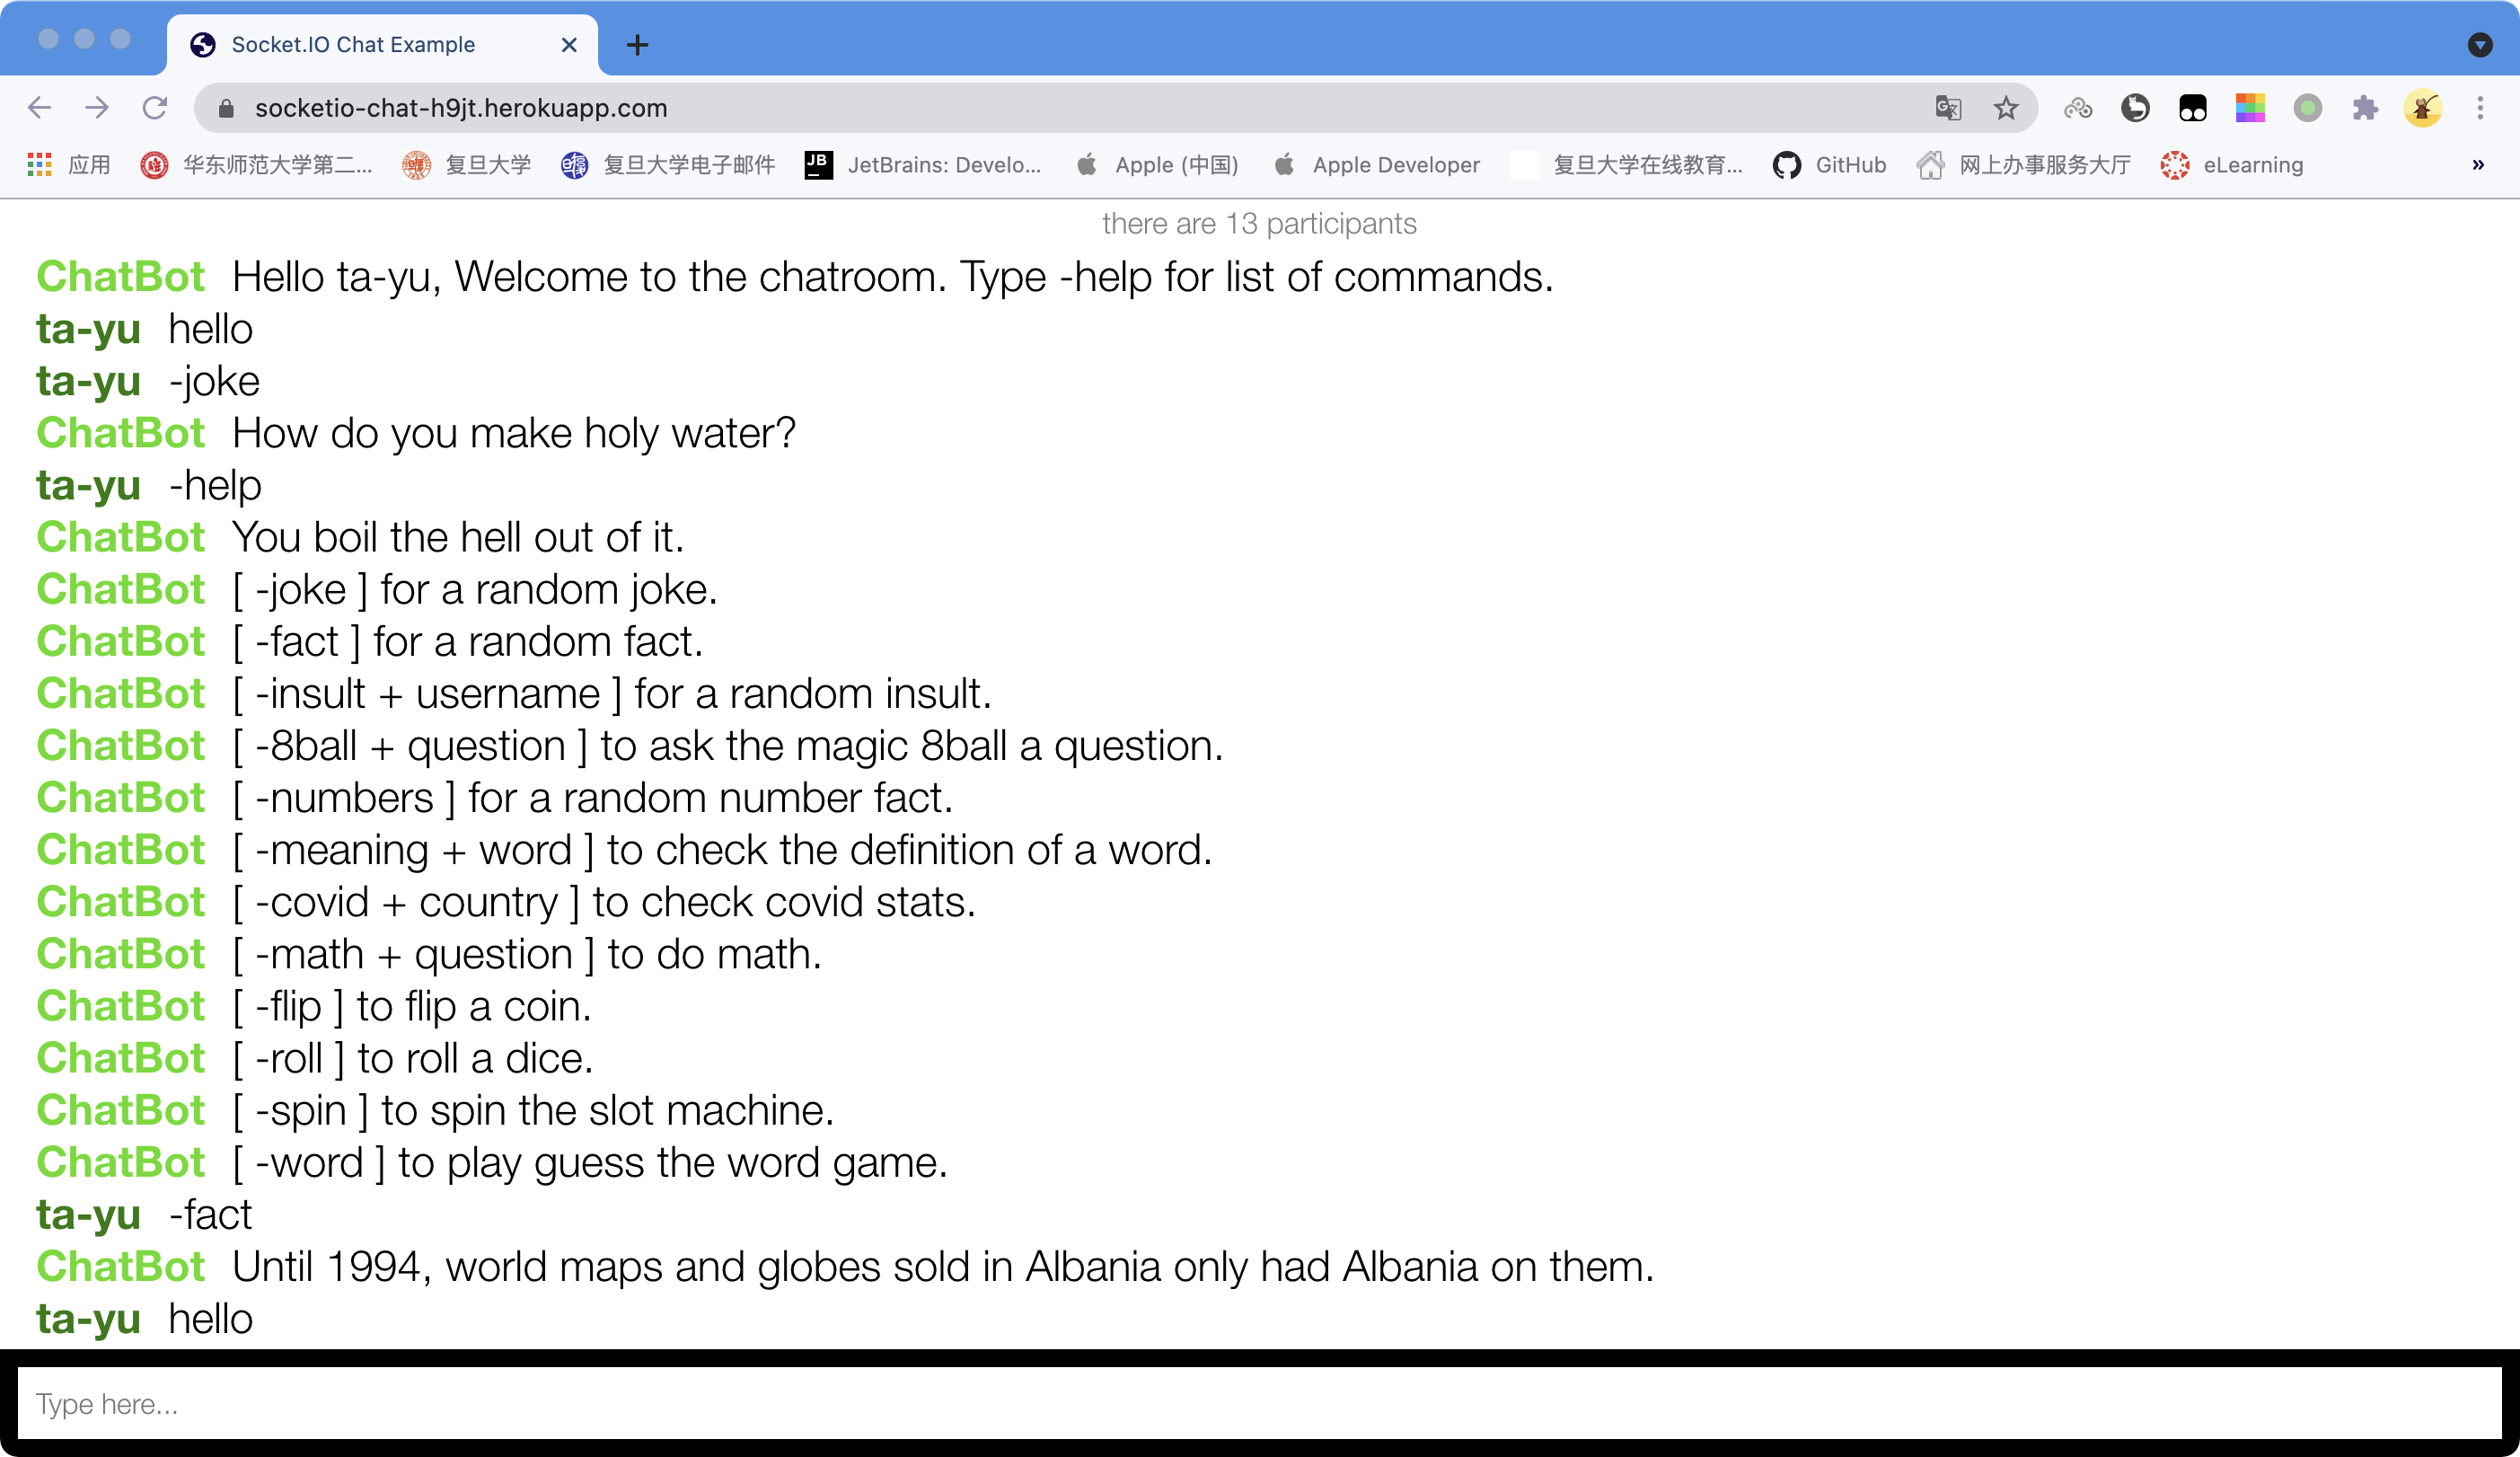 Socket.IO Chat Example
socketio-chat-h9jt.herokuapp.com
应用 华东师范大学第二... 复旦大学 复旦大学电子邮件 JB JetBrains: Develo... Apple (中国) Apple Developer 复旦大学在线教育... GitHub 网上办事服务大厅 eLearning »
there are 13 participants
ChatBot Hello ta-yu, Welcome to the chatroom. Type -help for list of commands.
ta-yu hello
ta-yu -joke
ChatBot How do you make holy water?
ta-yu -help
ChatBot You boil the hell out of it.
ChatBot [ -joke ] for a random joke.
ChatBot [ -fact ] for a random fact.
ChatBot [ -insult + username ] for a random insult.
ChatBot [ -8ball + question ] to ask the magic 8ball a question.
ChatBot [ -numbers ] for a random number fact.
ChatBot [ -meaning + word ] to check the definition of a word.
ChatBot [ -covid + country ] to check covid stats.
ChatBot [ -math + question ] to do math.
ChatBot [ -flip ] to flip a coin.
ChatBot [ -roll ] to roll a dice.
ChatBot [ -spin ] to spin the slot machine.
ChatBot [ -word ] to play guess the word game.
ta-yu -fact
ChatBot Until 1994, world maps and globes sold in Albania only had Albania on them.
ta-yu hello
Type here...